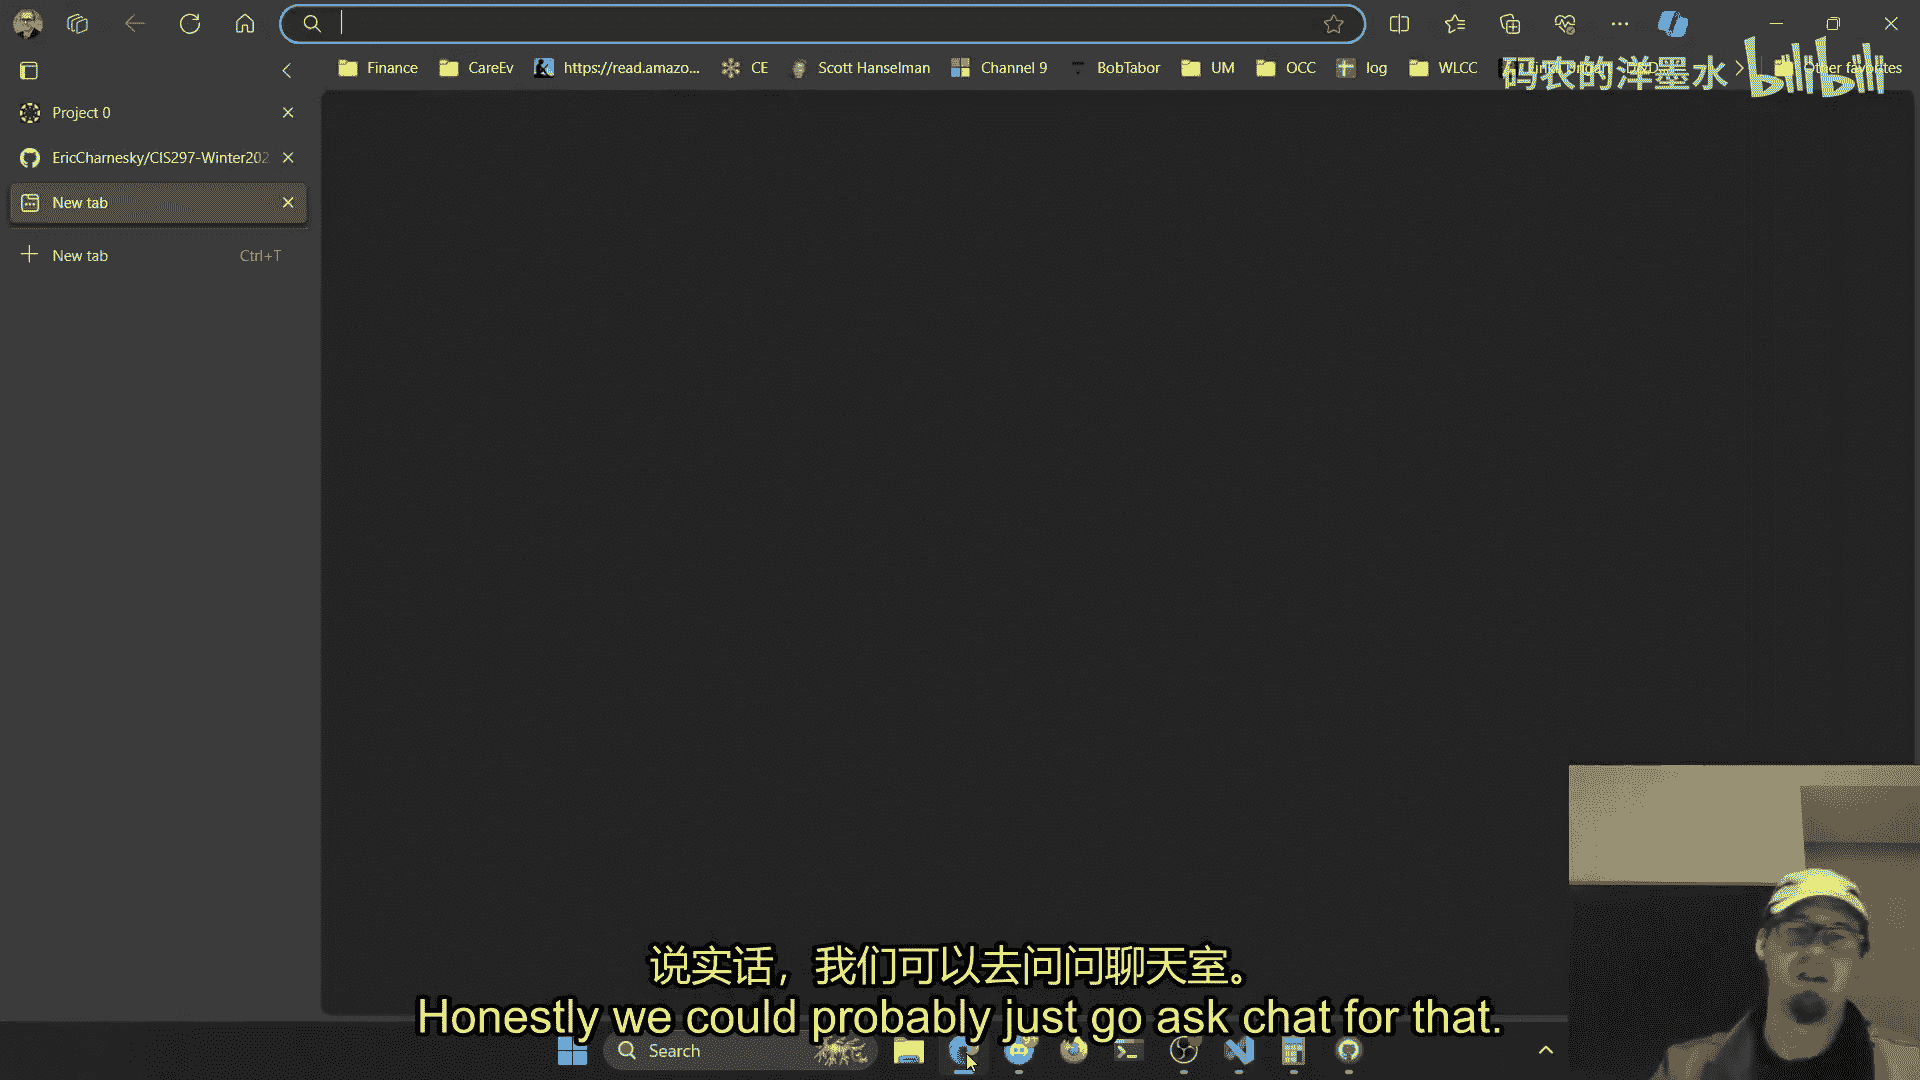 Finance
CareEv
https://read.amazo...
CE
Scott Hanselman
Channel 9
BobTabor
UM
OCC
log
WLCC
Other favorites
码农的洋墨水
bilibili
Project 0
EricCharnesky/CIS297-Winter202
New tab
New tab
Ctrl+T
说实话，我们可以去问问聊天室。
Honestly we could probably just go ask chat for that.
Search